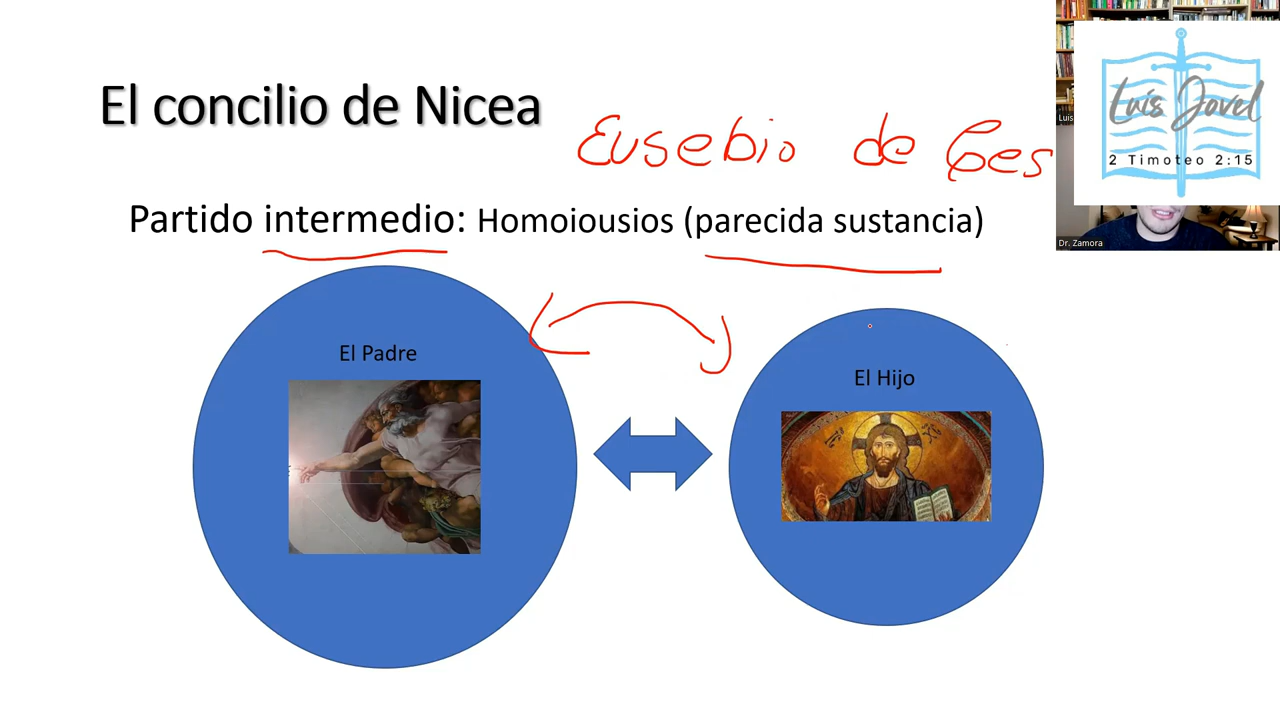 El concilio de Nicea
Eusebio de Ces
Partido intermedio: Homoiousios (parecida sustancia)
El Padre
El Hijo
Luis
Luis Jovel
2 Timoteo 2:15
Dr. Zamora